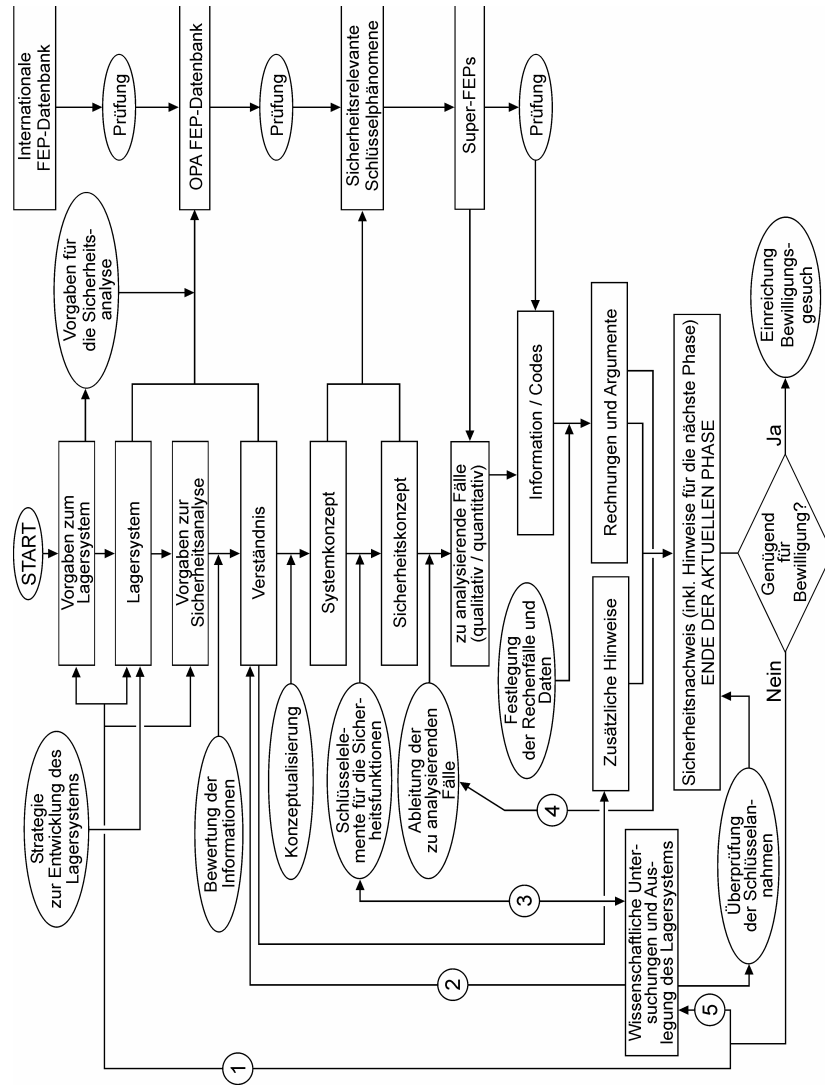 START
Vorgaben zum
Lagersystem
Lagersystem
Vorgaben zur
Sicherheitsanalyse
Verständnis
Systemkonzept
Sicherheitskonzept
zu analysierende Fälle
(qualitativ / quantitativ)
Strategie
zur Entwicklung des
Lagersystems
Bewertung der
Informationen
Konzeptualisierung
Schlüsselele-
mente für die Sicher-
heitsfunktionen
Ableitung der
zu analysierenden
Fälle
Vorgaben für
die Sicherheits-
analyse
Internationale
FEP-Datenbank
Prüfung
OPA FEP-Datenbank
Prüfung
Sicherheitsrelevante
Schlüsselphänomene
Super-FEPs
Prüfung
Information / Codes
Festlegung
der Rechenfälle und
Daten
Rechnungen und Argumente
Zusätzliche Hinweise
Sicherheitsnachweis (inkl. Hinweise für die nächste Phase)
ENDE DER AKTUELLEN PHASE
Wissenschaftliche Unter-
suchungen und Aus-
legung des Lagersystems
Überprüfung
der Schlüsselan-
nahmen
Genügend
für
Bewilligung?
Nein
Ja
Einreichung
Bewilligungs-
gesuch
1
2
3
4
5